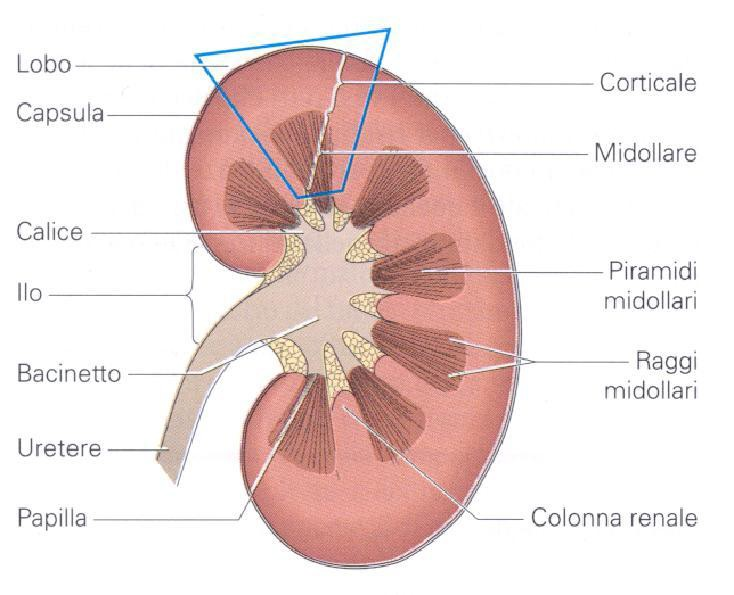 Lobo
Capsula
Calice
Ilo
Bacinetto
Uretere
Papilla
Corticale
Midollare
Piramidi
midollari
Raggi
midollari
Colonna renale